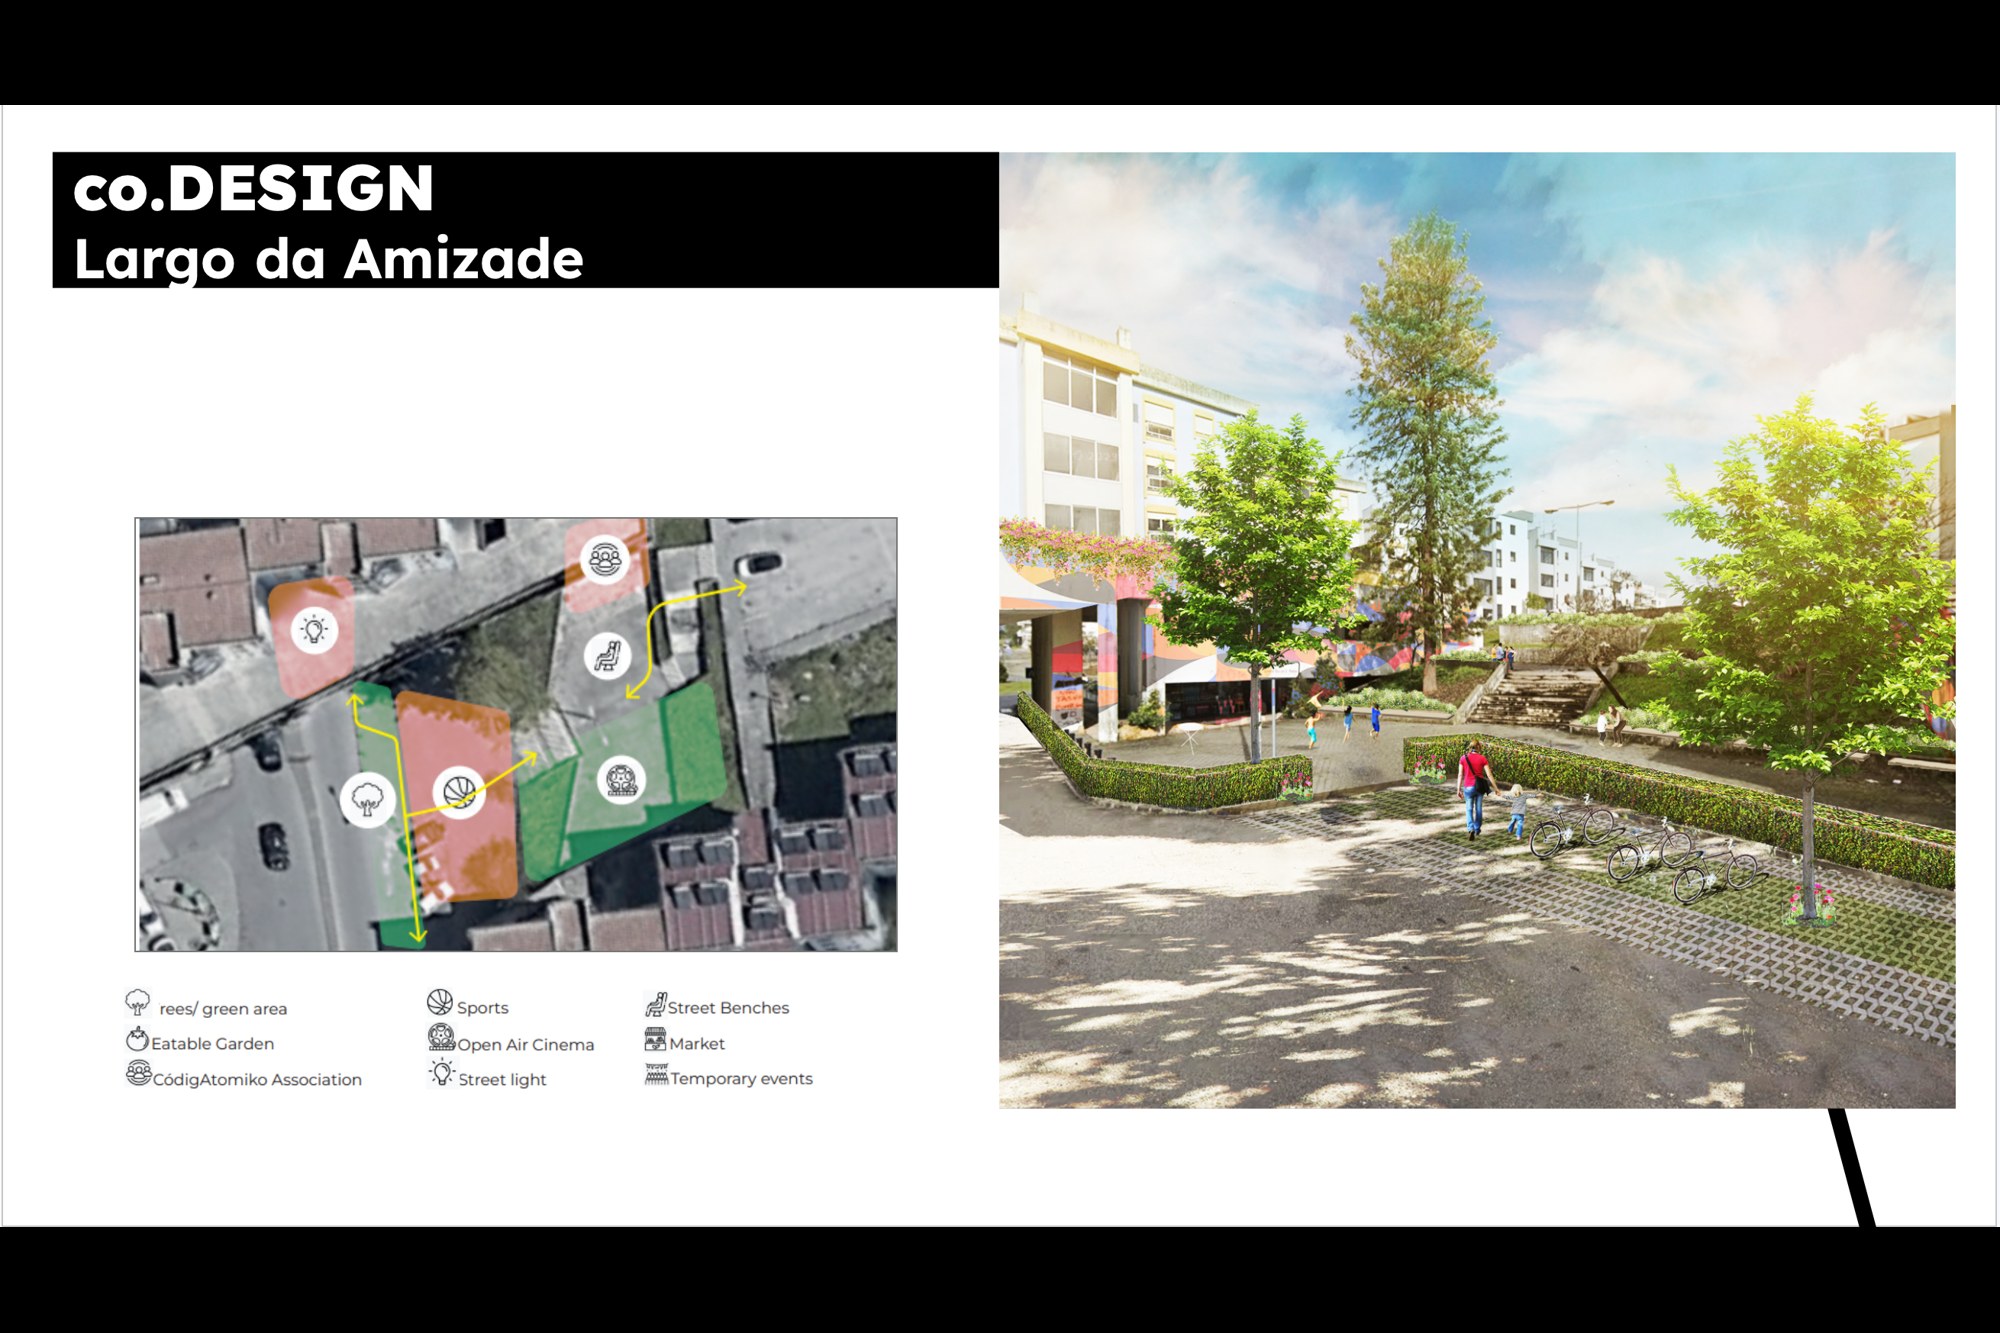 co.DESIGN
Largo da Amizade
rees/ green area
Eatable Garden
CódigAtomiko Association
Sports
Open Air Cinema
Street light
Street Benches
Market
Temporary events